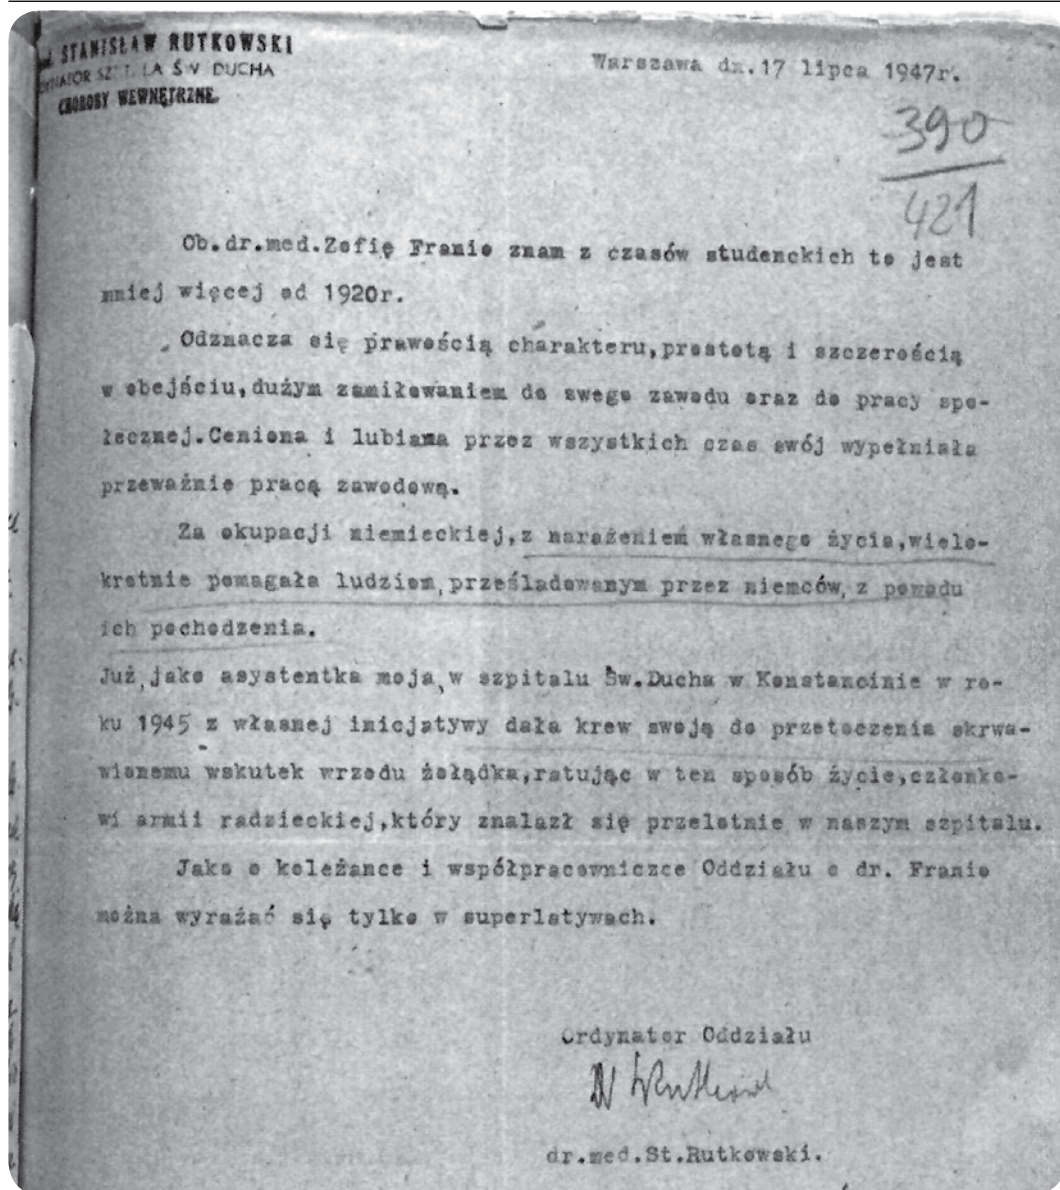 STANISŁAW RUTKOWSKI
ŚW DUCHA
CHOROBY WEWNĘTRZNE.
Warszawa dn.17 lipca 1947r.
390
421
Ob.dr.med.Zofię Franio znam z czasów studenckich to jest
mniej więcej od 1920r.
Odznacza się prawością charakteru,prostotą i szczerością
w obejściu,dużym zamiłowaniem do swego zawodu oraz do pracy spo-
łecznej.Ceniona i lubiana przez wszystkich czas swój wypełniała
przeważnie pracą zawodową.
Za okupacji niemieckiej,z narażeniem własnego życia,wielo-
krotnie pomagała ludziom,prześladowanym przez niemców,z powodu
ich pochodzenia.
Już,jako asystentka moja,w szpitalu Św.Ducha w Konstancinie w ro-
ku 1945 z własnej inicjatywy dała krew swoją do przetoczenia skrwa-
wionemu wskutek wrzodu żołądka,ratując w ten sposób życie,członko-
wi armii radzieckiej,który znalazł się przelotnie w naszym szpitalu.
Jako o koleżance i współpracowniczce Oddziału o dr. Franio
można wyrażać się tylko w superlatywach.
Ordynator Oddziału
dr.med.St.Rutkowski.